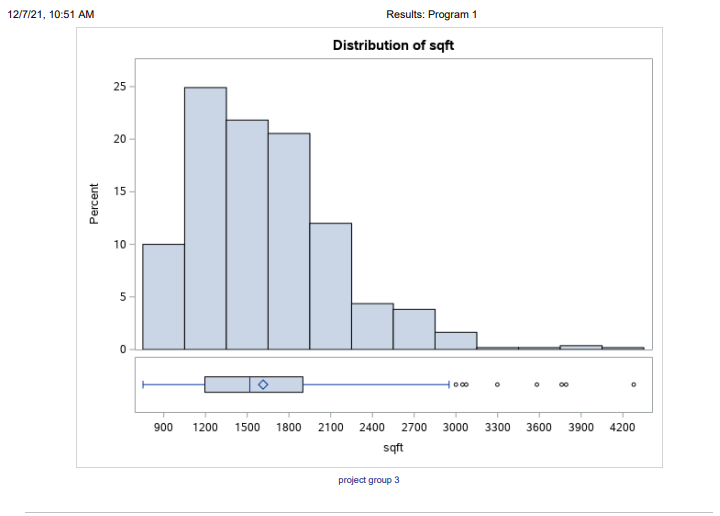 12/7/21, 10:51 AM Results: Program 1
Distribution of sqft
25
20
15
10
5
0
Percent
900 1200 1500 1800 2100 2400 2700 3000 3300 3600 3900 4200
sqft
project group 3